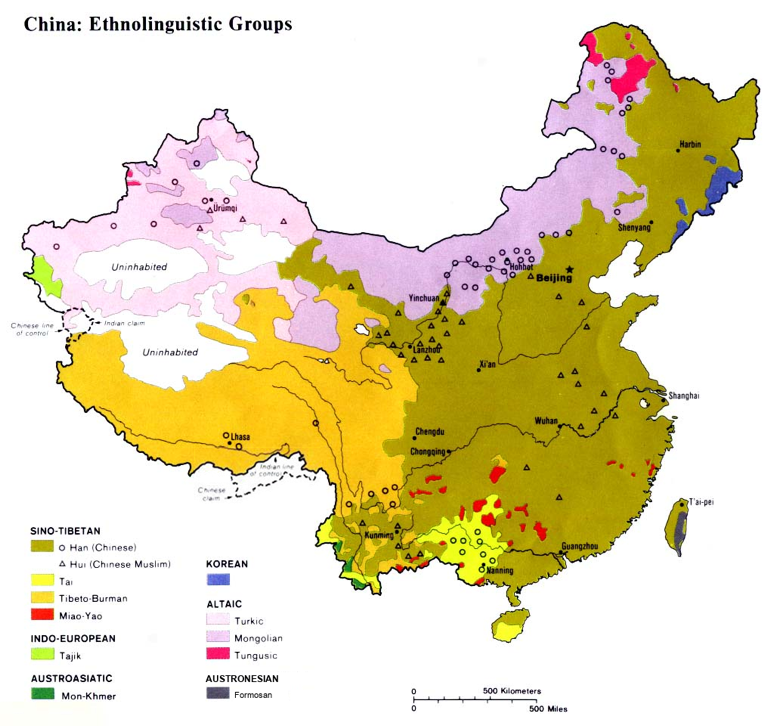 China: Ethnolinguistic Groups
Harbin
Ürümqi
Shenyang
Uninhabited
Hohhot
Beijing
Yinchuan
Chinese line
of control
Indian claim
Uninhabited
Lanzhou
Xi'an
Shanghai
Wuhan
Chengdu
Chongqing
Lhasa
Indian line
of control
Chinese
claim
T'ai-pei
Kunming
Guangzhou
Nanning
SINO-TIBETAN
Han (Chinese)
Hui (Chinese Muslim)
Tai
Tibeto-Burman
Miao-Yao
INDO-EUROPEAN
Tajik
AUSTROASIATIC
Mon-Khmer
KOREAN
ALTAIC
Turkic
Mongolian
Tungusic
AUSTRONESIAN
Formosan
0 500 Kilometers
0 500 Miles